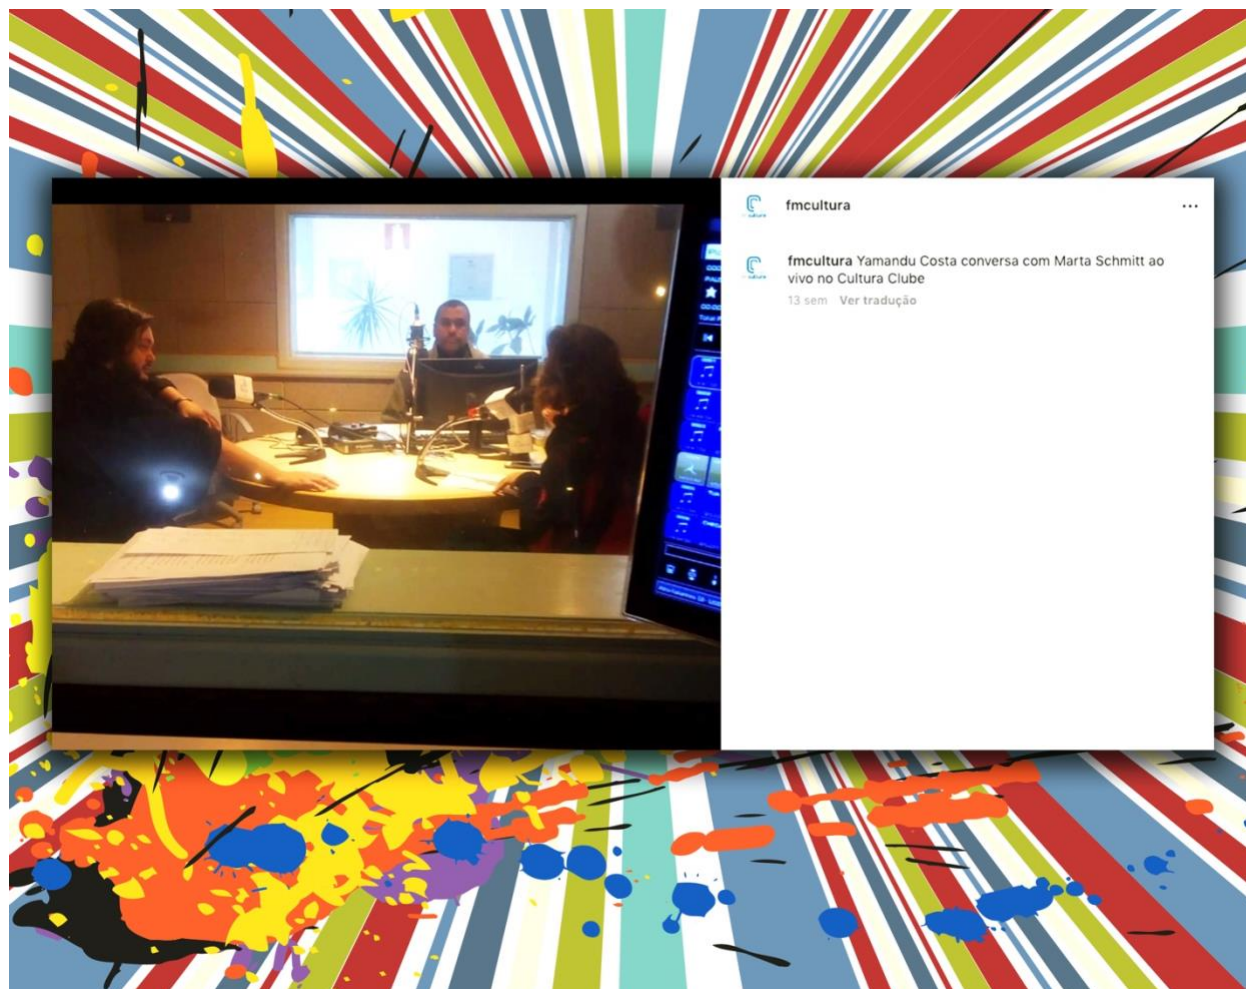 fmcultura
fmcultura Yamandu Costa conversa com Marta Schmitt ao
vivo no Cultura Clube
13 sem Ver tradução